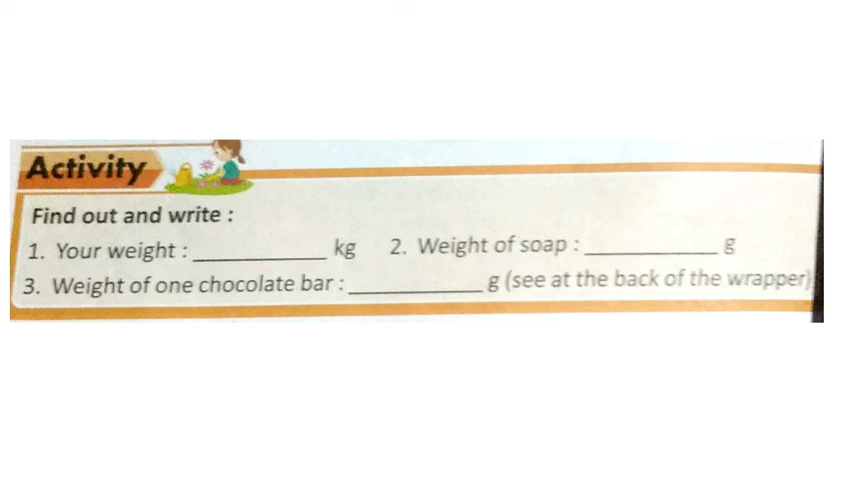 Activity
Find out and write :
1. Your weight : ____________ kg 2. Weight of soap : ____________ g
3. Weight of one chocolate bar : ____________ g (see at the back of the wrapper)